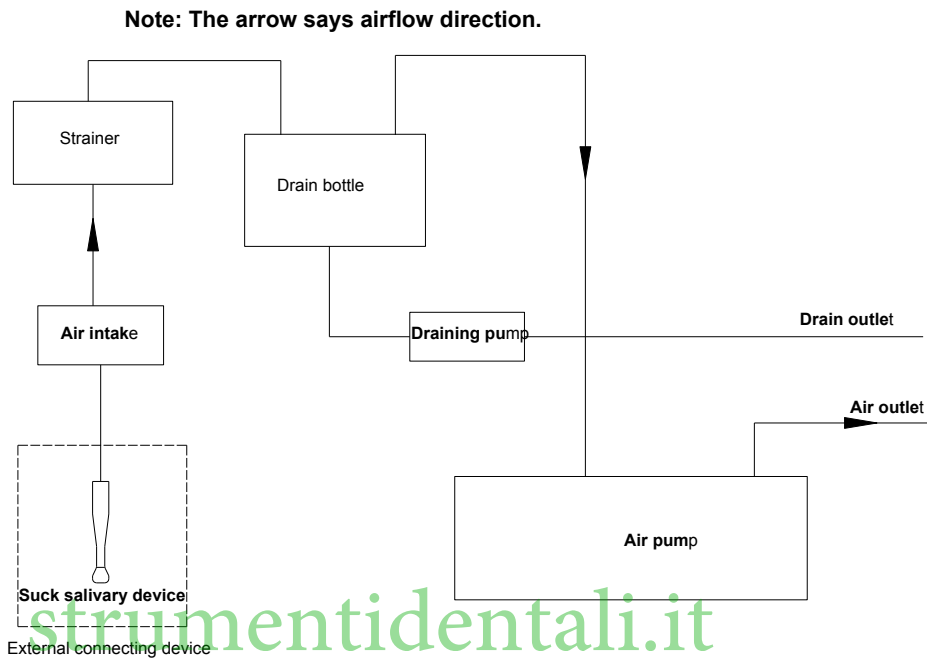 Note: The arrow says airflow direction.
Strainer
Drain bottle
Air intake
Draining pump
Drain outlet
Air outlet
Air pump
Suck salivary device
strumentidentali.it
External connecting device